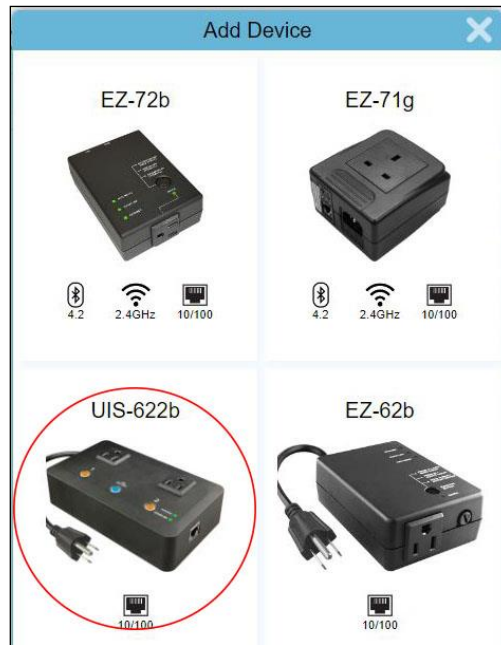 Add Device
EZ-72b
EZ-71g
4.2 2.4GHz 10/100
4.2 2.4GHz 10/100
UIS-622b
EZ-62b
10/100
10/100